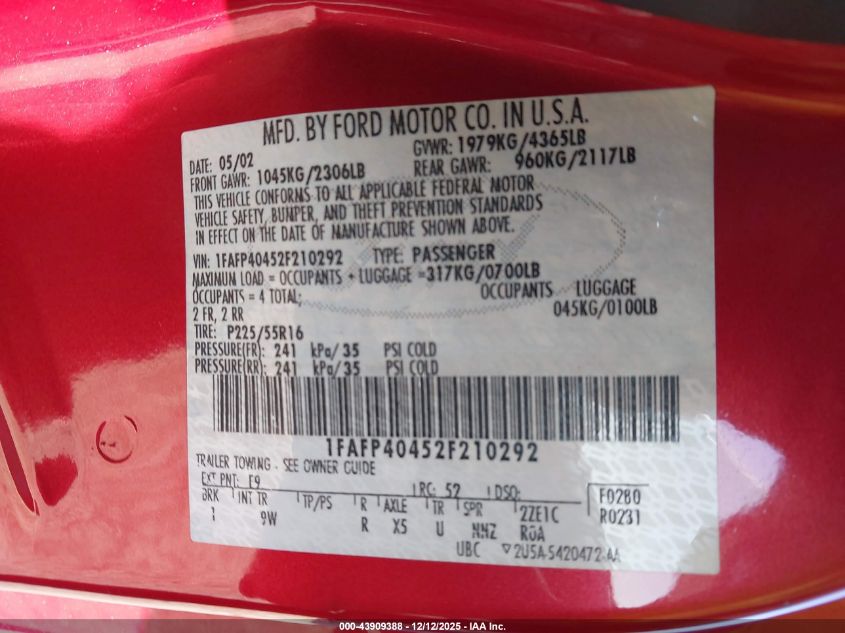 MFD. BY FORD MOTOR CO. IN U.S.A.
DATE: 05/02 GVWR: 1979KG/4365LB
FRONT GAWR: 1045KG/2306LB REAR GAWR: 960KG/2117LB
THIS VEHICLE CONFORMS TO ALL APPLICABLE FEDERAL MOTOR
VEHICLE SAFETY, BUMPER, AND THEFT PREVENTION STANDARDS
IN EFFECT ON THE DATE OF MANUFACTURE SHOWN ABOVE.
VIN: 1FAFP40452F210292 TYPE: PASSENGER
MAXIMUM LOAD = OCCUPANTS + LUGGAGE = 317KG/0700LB
OCCUPANTS = 4 TOTAL; OCCUPANTS LUGGAGE
2 FR, 2 RR 045KG/0100LB
TIRE: P225/55R16
PRESSURE(FR): 241 kPa/ 35 PSI COLD
PRESSURE(RR): 241 kPa/ 35 PSI COLD
1FAFP40452F210292
TRAILER TOWING - SEE OWNER GUIDE
EXT PNT: E9 RC: 52 DSO: F0280
BRK INT TR TP/PS R AXLE TR SPR 2ZE1C R0231
1 9W R X5 U NNZ R0A
UBC 2U5A-5420472-AA
000-43909388 - 12/12/2025 - IAA Inc.